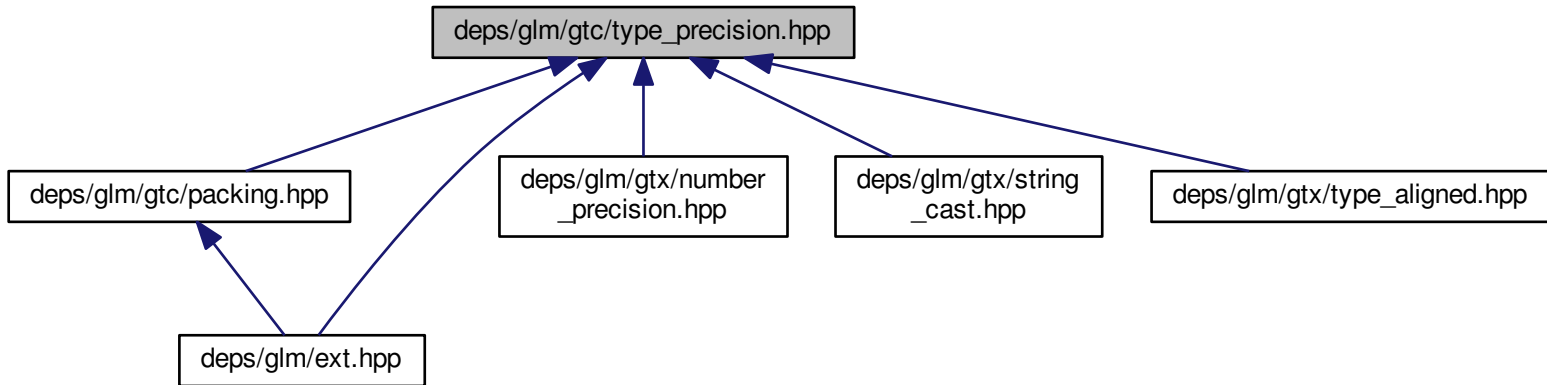 deps/glm/gtc/type_precision.hpp
deps/glm/gtc/packing.hpp
deps/glm/gtx/number
_precision.hpp
deps/glm/gtx/string
_cast.hpp
deps/glm/gtx/type_aligned.hpp
deps/glm/ext.hpp